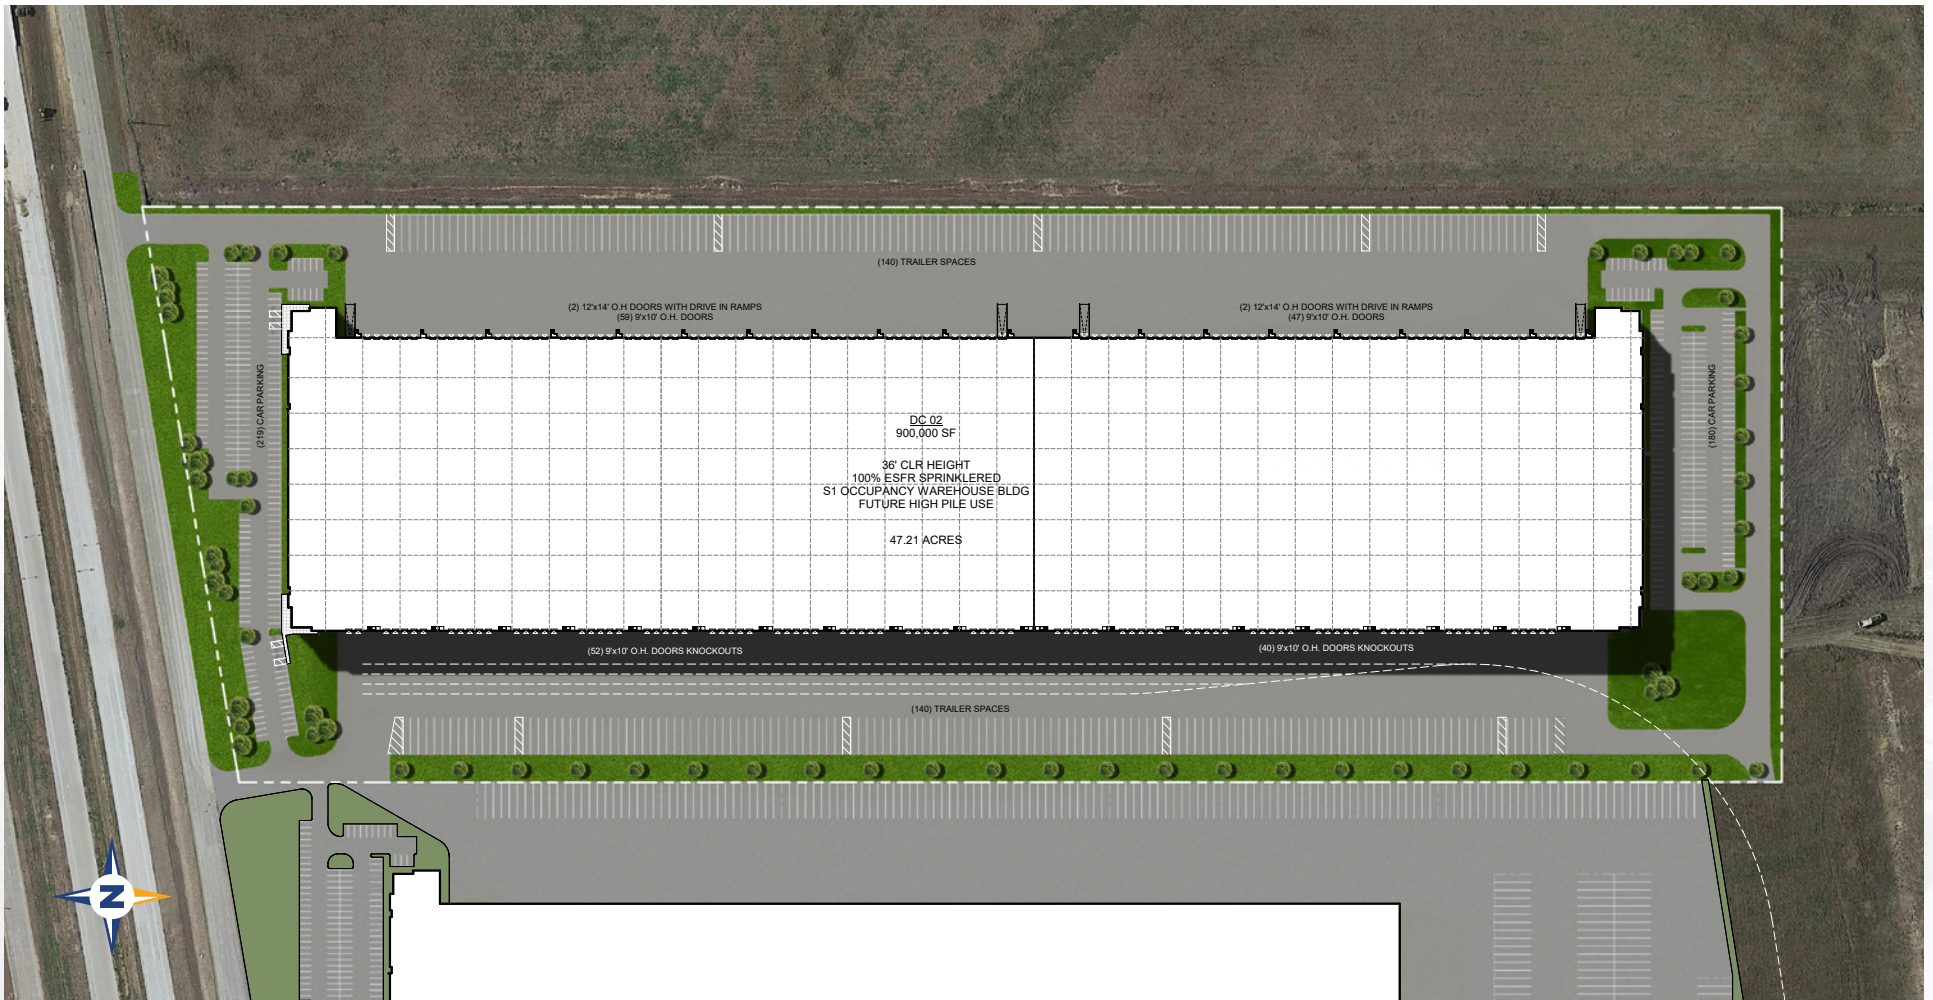 (140) TRAILER SPACES
(2) 12'x14' O.H DOORS WITH DRIVE IN RAMPS
(59) 9'x10' O.H. DOORS
(2) 12'x14' O.H DOORS WITH DRIVE IN RAMPS
(47) 9'x10' O.H. DOORS
(219) CAR PARKING
(180) CAR PARKING
DC 02
900,000 SF
36' CLR HEIGHT
100% ESFR SPRINKLERED
S1 OCCUPANCY WAREHOUSE BLDG
FUTURE HIGH PILE USE
47.21 ACRES
(52) 9'x10' O.H. DOORS KNOCKOUTS
(40) 9'x10' O.H. DOORS KNOCKOUTS
(140) TRAILER SPACES
N